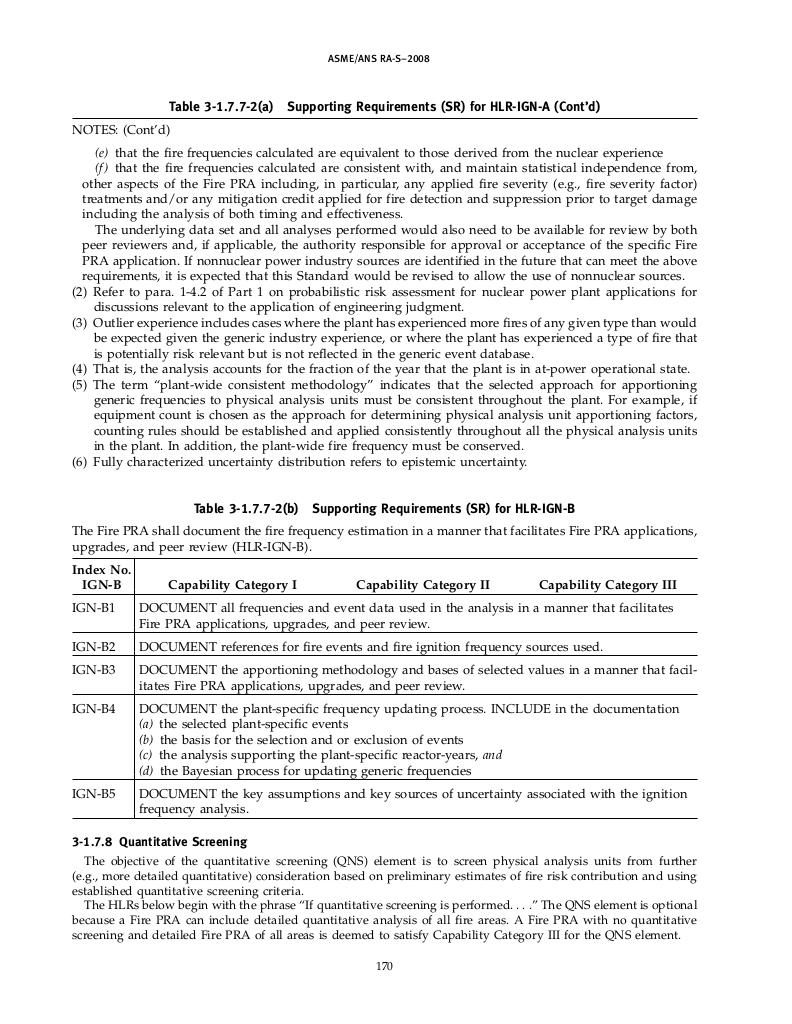 ASME/ANS RA-S–2008
Table 3-1.7.7-2(a) Supporting Requirements (SR) for HLR-IGN-A (Cont'd)
NOTES: (Cont'd)
(e) that the fire frequencies calculated are equivalent to those derived from the nuclear experience
(f) that the fire frequencies calculated are consistent with, and maintain statistical independence from,
other aspects of the Fire PRA including, in particular, any applied fire severity (e.g., fire severity factor)
treatments and/or any mitigation credit applied for fire detection and suppression prior to target damage
including the analysis of both timing and effectiveness.
The underlying data set and all analyses performed would also need to be available for review by both
peer reviewers and, if applicable, the authority responsible for approval or acceptance of the specific Fire
PRA application. If nonnuclear power industry sources are identified in the future that can meet the above
requirements, it is expected that this Standard would be revised to allow the use of nonnuclear sources.
(2) Refer to para. 1-4.2 of Part 1 on probabilistic risk assessment for nuclear power plant applications for
discussions relevant to the application of engineering judgment.
(3) Outlier experience includes cases where the plant has experienced more fires of any given type than would
be expected given the generic industry experience, or where the plant has experienced a type of fire that
is potentially risk relevant but is not reflected in the generic event database.
(4) That is, the analysis accounts for the fraction of the year that the plant is in at-power operational state.
(5) The term “plant-wide consistent methodology” indicates that the selected approach for apportioning
generic frequencies to physical analysis units must be consistent throughout the plant. For example, if
equipment count is chosen as the approach for determining physical analysis unit apportioning factors,
counting rules should be established and applied consistently throughout all the physical analysis units
in the plant. In addition, the plant-wide fire frequency must be conserved.
(6) Fully characterized uncertainty distribution refers to epistemic uncertainty.
Table 3-1.7.7-2(b) Supporting Requirements (SR) for HLR-IGN-B
The Fire PRA shall document the fire frequency estimation in a manner that facilitates Fire PRA applications,
upgrades, and peer review (HLR-IGN-B).
Index No.
IGN-B Capability Category I Capability Category II Capability Category III
IGN-B1 DOCUMENT all frequencies and event data used in the analysis in a manner that facilitates
Fire PRA applications, upgrades, and peer review.
IGN-B2 DOCUMENT references for fire events and fire ignition frequency sources used.
IGN-B3 DOCUMENT the apportioning methodology and bases of selected values in a manner that facil-
itates Fire PRA applications, upgrades, and peer review.
IGN-B4 DOCUMENT the plant-specific frequency updating process. INCLUDE in the documentation
(a) the selected plant-specific events
(b) the basis for the selection and or exclusion of events
(c) the analysis supporting the plant-specific reactor-years, and
(d) the Bayesian process for updating generic frequencies
IGN-B5 DOCUMENT the key assumptions and key sources of uncertainty associated with the ignition
frequency analysis.
3-1.7.8 Quantitative Screening
The objective of the quantitative screening (QNS) element is to screen physical analysis units from further
(e.g., more detailed quantitative) consideration based on preliminary estimates of fire risk contribution and using
established quantitative screening criteria.
The HLRs below begin with the phrase “If quantitative screening is performed. . . .” The QNS element is optional
because a Fire PRA can include detailed quantitative analysis of all fire areas. A Fire PRA with no quantitative
screening and detailed Fire PRA of all areas is deemed to satisfy Capability Category III for the QNS element.
170